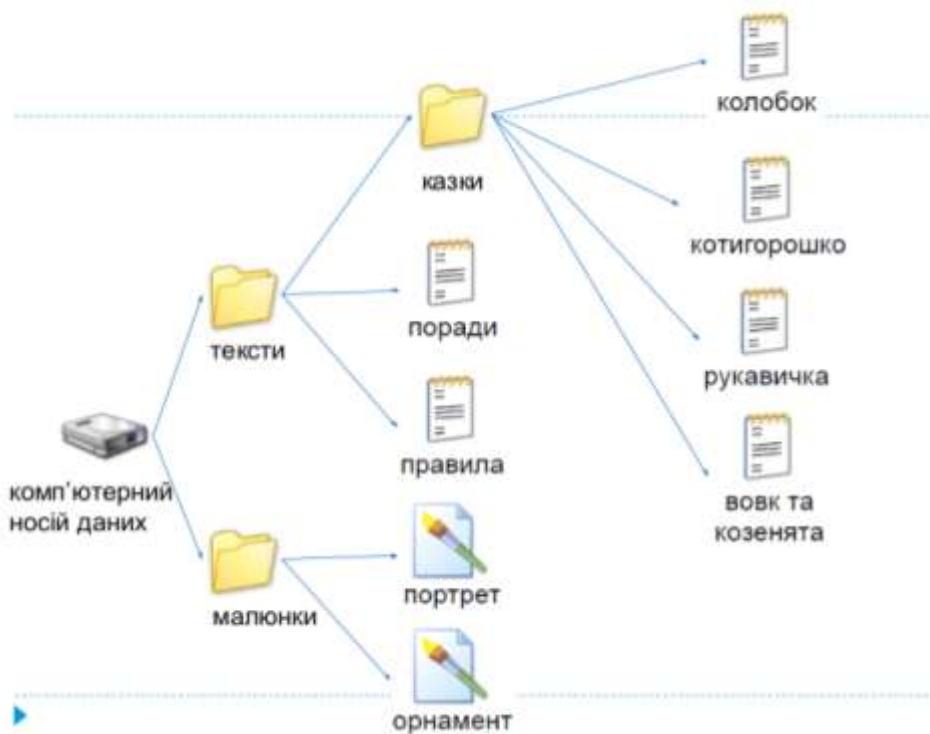 колобок
казки
котигорошко
поради
тексти
рукавичка
правила
комп'ютерний
носій даних
вовк та
козенята
портрет
малюнки
орнамент